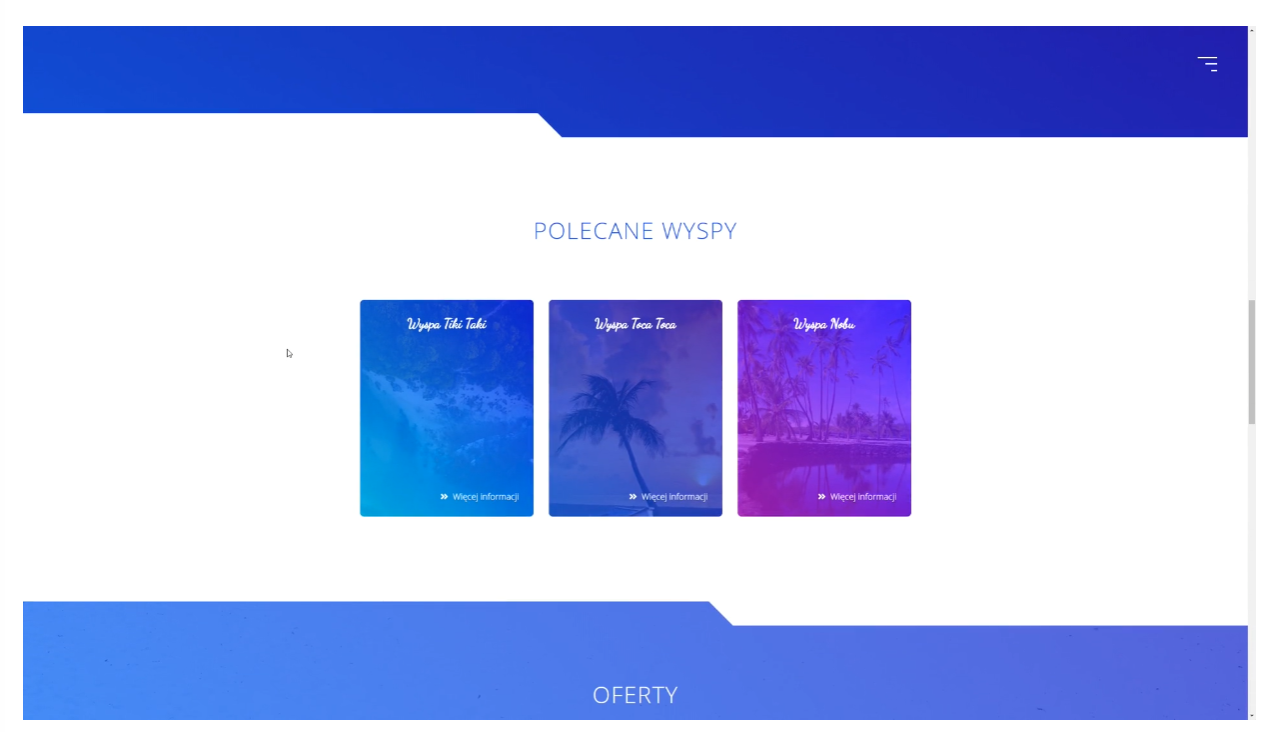 POLECANE WYSPY
Wyspa Tiki Taki
Wyspa Toca Toca
Wyspa Nobu
Więcej informacji
Więcej informacji
Więcej informacji
OFERTY